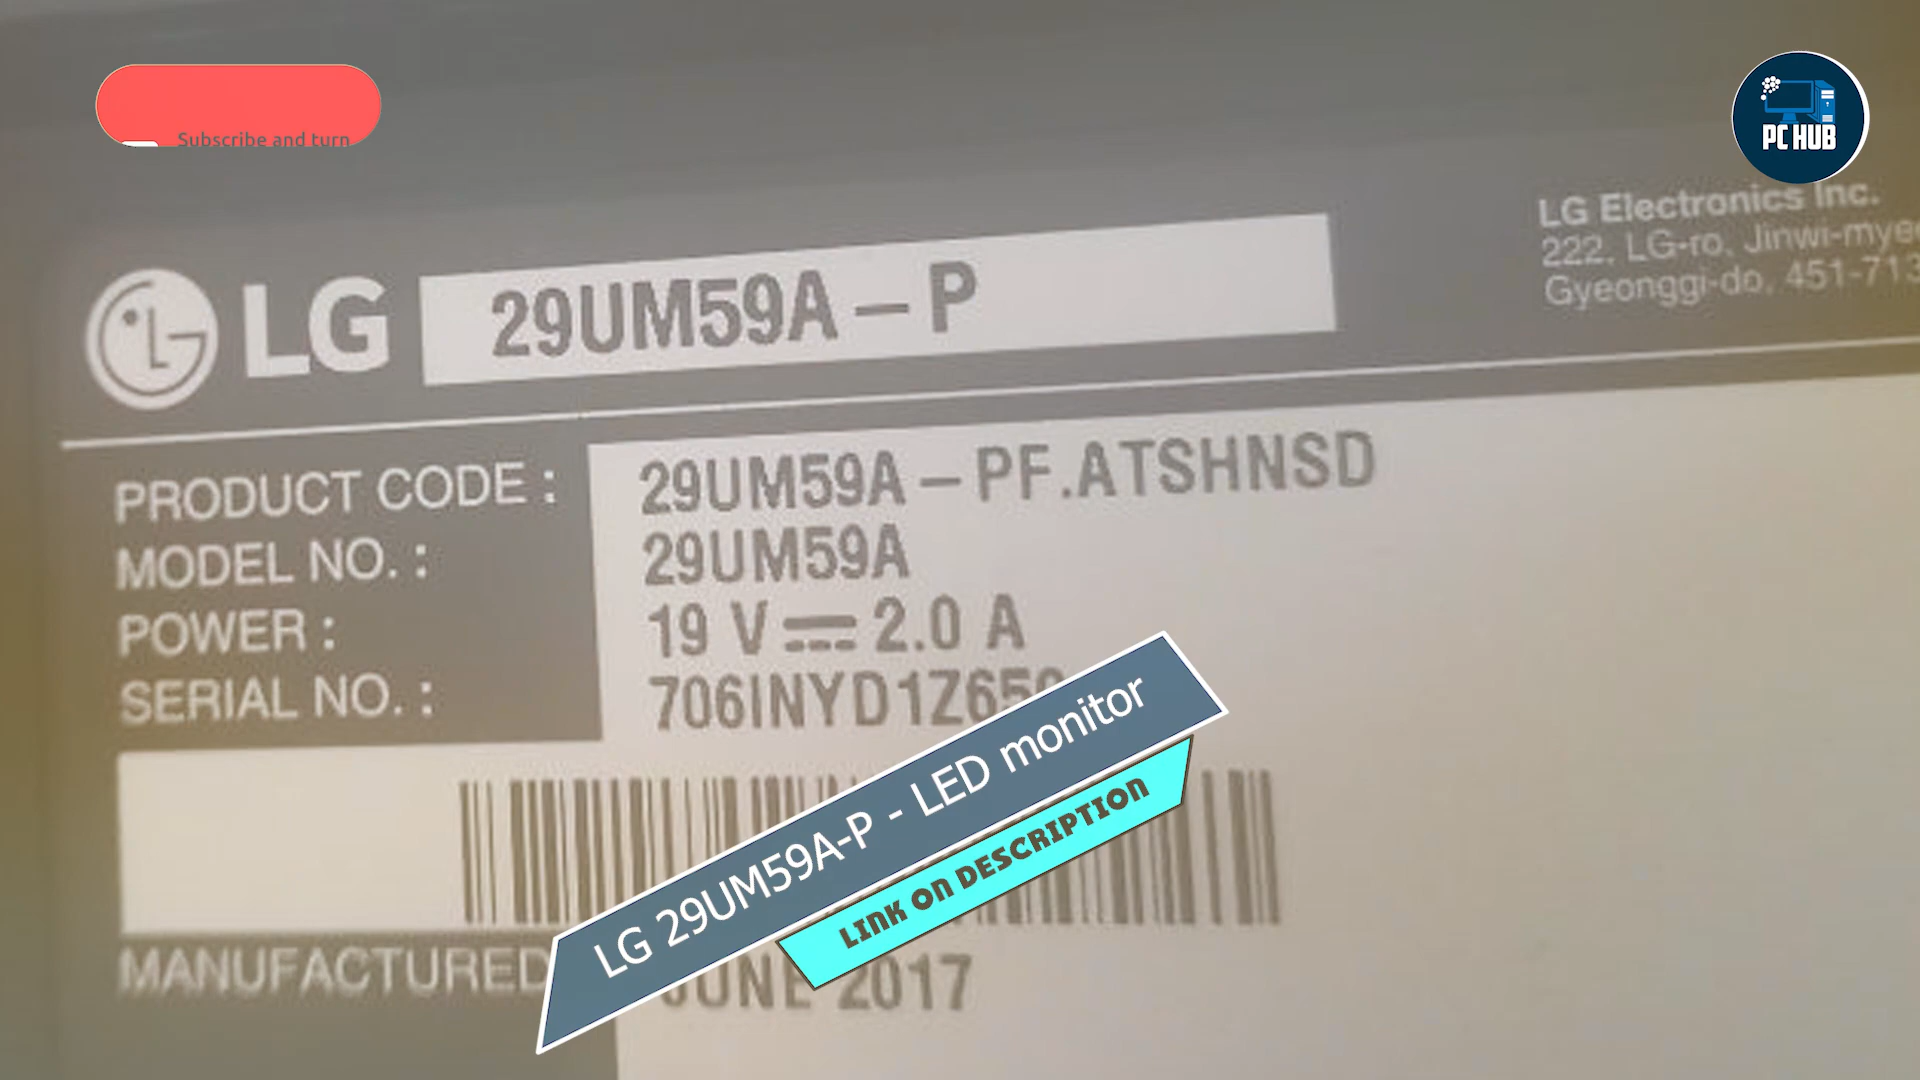 Subscribe and turn
PC HUB
LG Electronics Inc.
222, LG-ro, Jinwi-mye
Gyeonggi-do, 451-713
LG 29UM59A-P
PRODUCT CODE : 29UM59A-PF.ATSHNSD
MODEL NO. : 29UM59A
POWER : 19 V 2.0 A
SERIAL NO. : 706INYD1Z65
LG 29UM59A-P - LED monitor
LINK ON DESCRIPTION
MANUFACTURED JUNE 2017